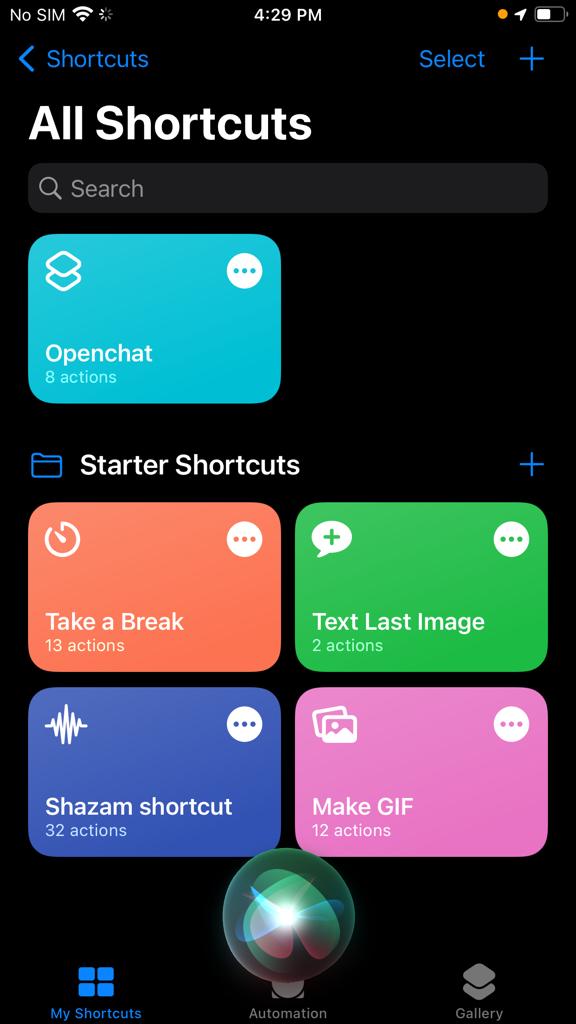 No SIM 4:29 PM
Shortcuts Select
All Shortcuts
Search
Openchat
8 actions
Starter Shortcuts
Take a Break
13 actions
Text Last Image
2 actions
Shazam shortcut
32 actions
Make GIF
12 actions
My Shortcuts Automation Gallery